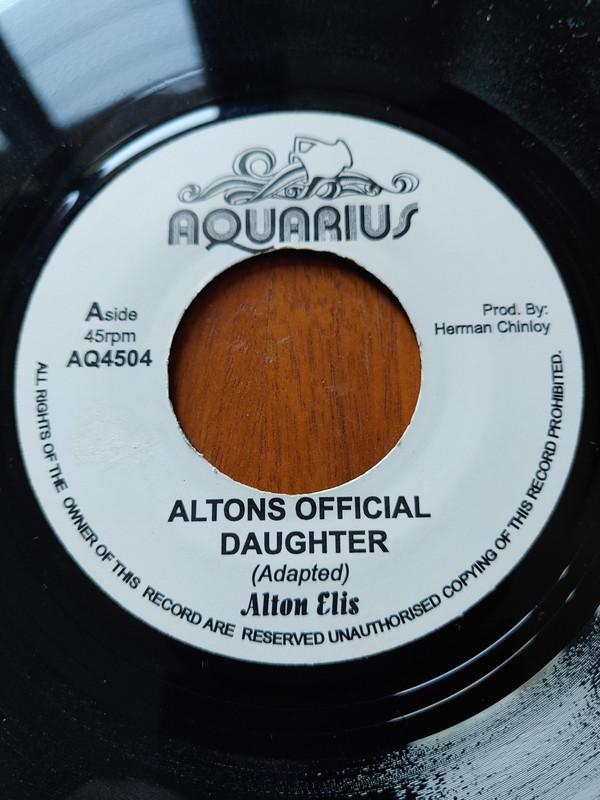 AQUARIUS
Aside
45rpm
AQ4504
Prod. By:
Herman Chinloy
ALTONS OFFICIAL
DAUGHTER
(Adapted)
Alton Elis
ALL RIGHTS OF THE OWNER OF THIS RECORD ARE RESERVED UNAUTHORISED COPYING OF THIS RECORD PROHIBITED.